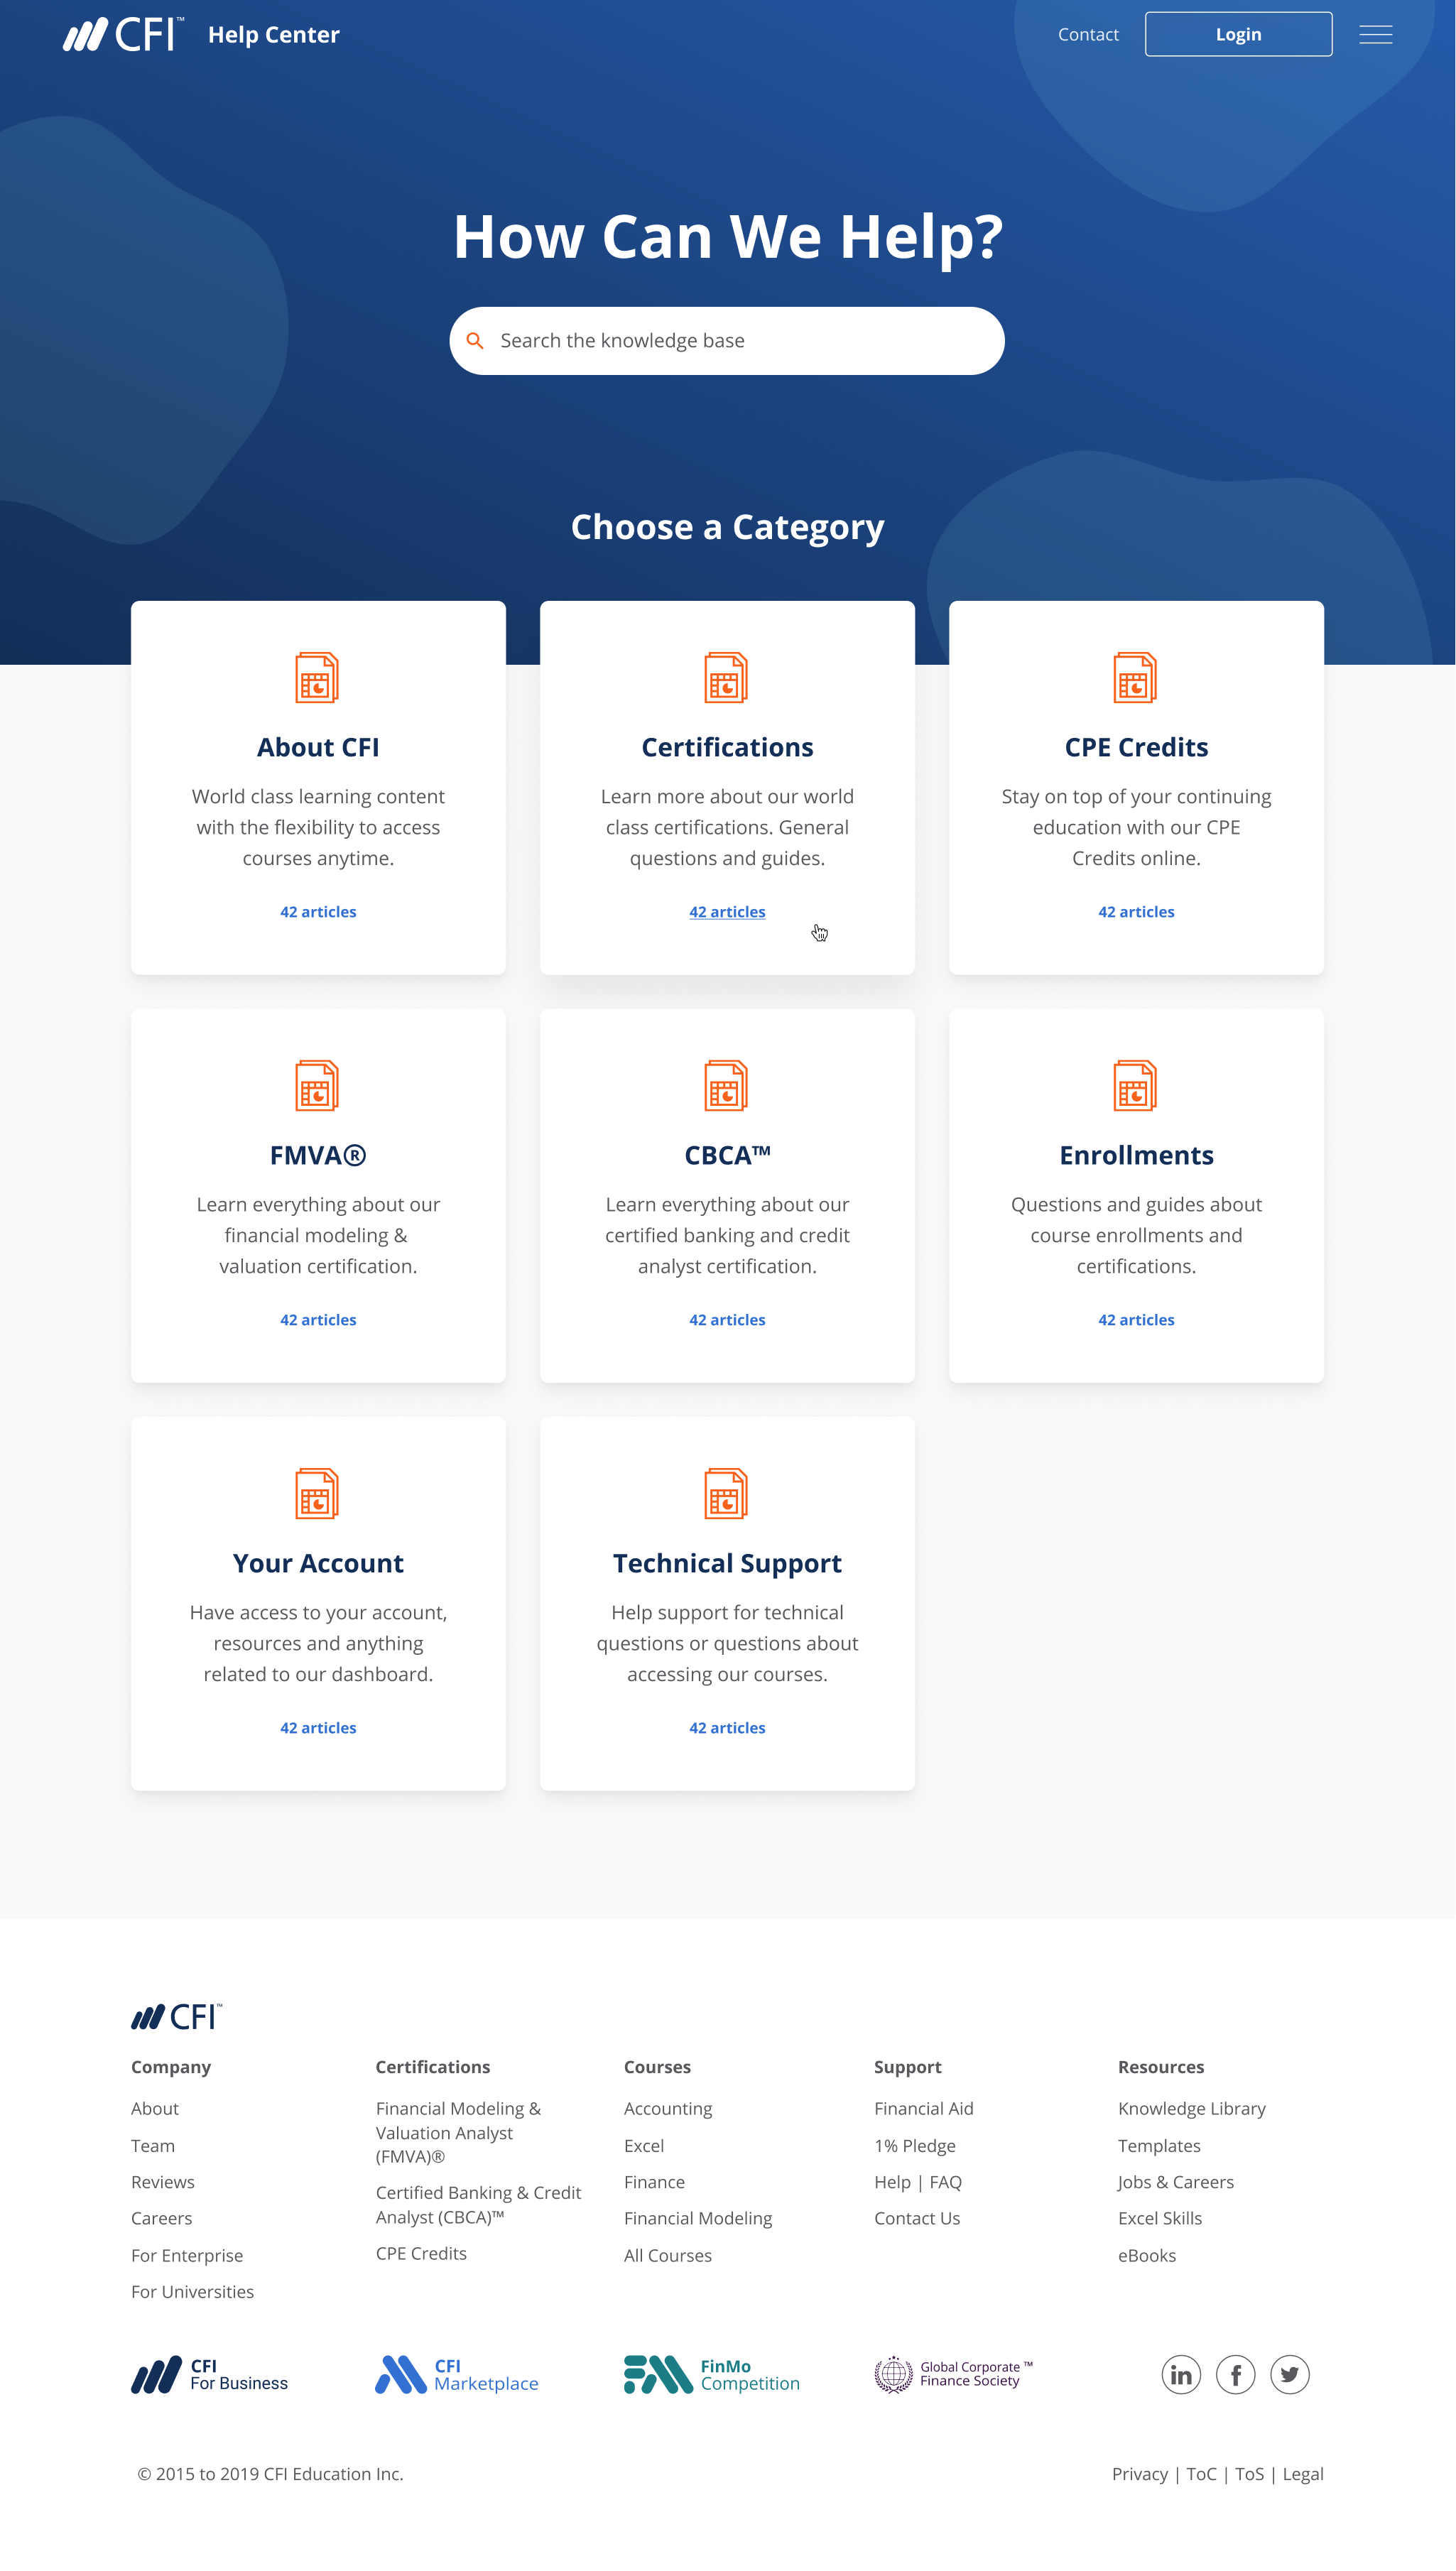 CFI™ Help Center
Contact
Login
How Can We Help?
Search the knowledge base
Choose a Category
About CFI
World class learning content
with the flexibility to access
courses anytime.
42 articles
Certifications
Learn more about our world
class certifications. General
questions and guides.
42 articles
CPE Credits
Stay on top of your continuing
education with our CPE
Credits online.
42 articles
FMVA®
Learn everything about our
financial modeling &
valuation certification.
42 articles
CBCA™
Learn everything about our
certified banking and credit
analyst certification.
42 articles
Enrollments
Questions and guides about
course enrollments and
certifications.
42 articles
Your Account
Have access to your account,
resources and anything
related to our dashboard.
42 articles
Technical Support
Help support for technical
questions or questions about
accessing our courses.
42 articles
CFI™
Company
About
Team
Reviews
Careers
For Enterprise
For Universities
Certifications
Financial Modeling &
Valuation Analyst
(FMVA)®
Certified Banking & Credit
Analyst (CBCA)™
CPE Credits
Courses
Accounting
Excel
Finance
Financial Modeling
All Courses
Support
Financial Aid
1% Pledge
Help | FAQ
Contact Us
Resources
Knowledge Library
Templates
Jobs & Careers
Excel Skills
eBooks
CFI
For Business
CFI
Marketplace
FinMo
Competition
Global Corporate ™
Finance Society
in
f
© 2015 to 2019 CFI Education Inc.
Privacy | ToC | ToS | Legal